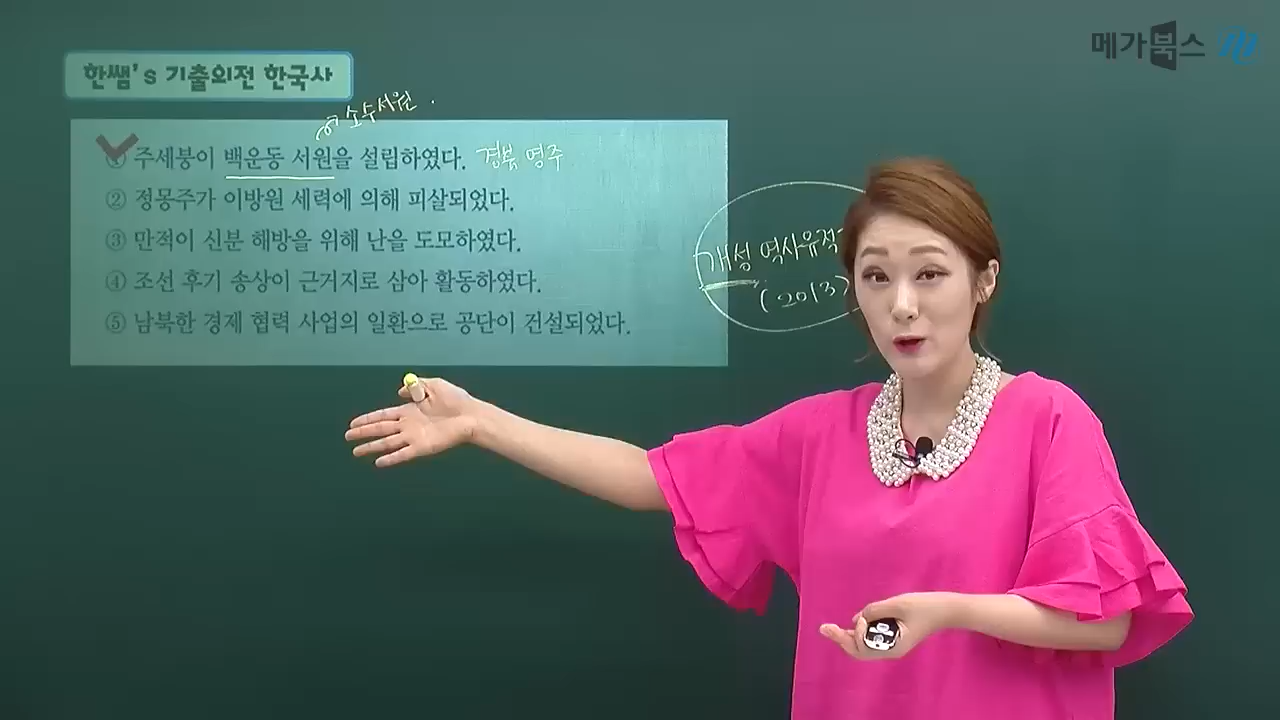 메가북스
한쌤's 기출의전 한국사
소수서원
① 주세붕이 백운동 서원을 설립하였다. 경북 영주
② 정몽주가 이방원 세력에 의해 피살되었다.
③ 만적이 신분 해방을 위해 난을 도모하였다.
④ 조선 후기 송상이 근거지로 삼아 활동하였다.
⑤ 남북한 경제 협력 사업의 일환으로 공단이 건설되었다.
개성 역사유적
(2013)